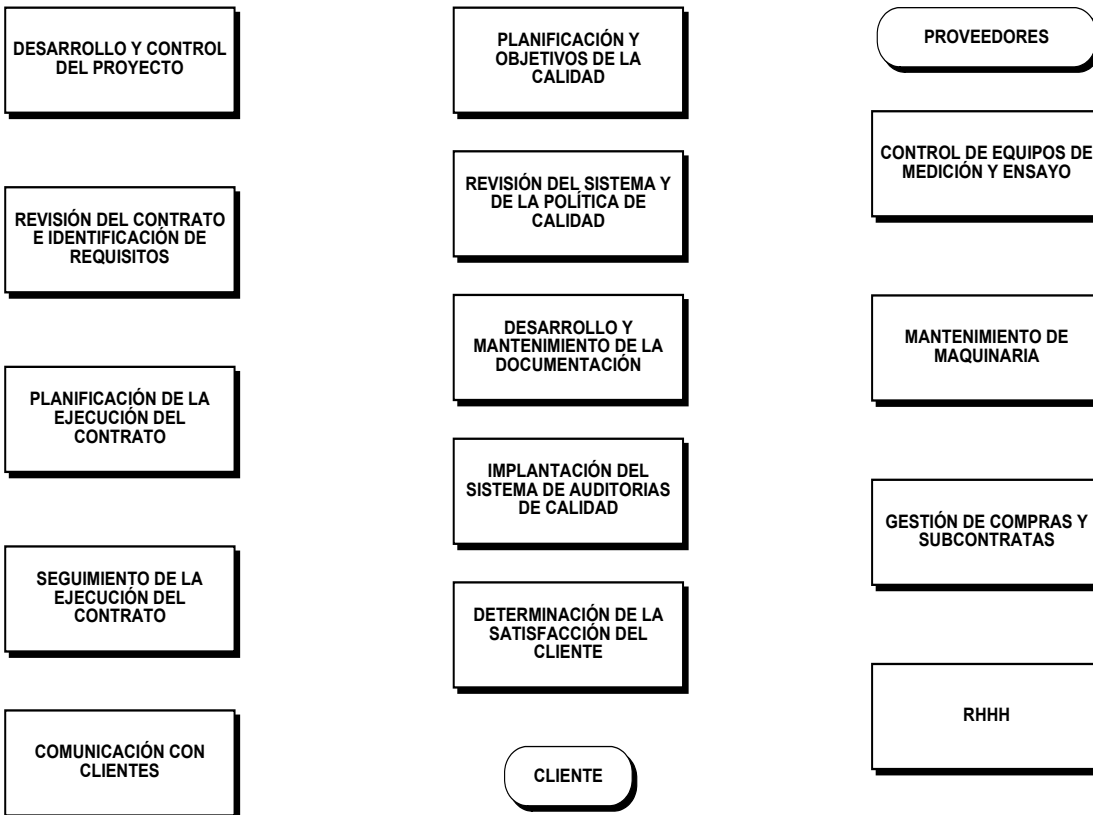 DESARROLLO Y CONTROL
DEL PROYECTO
REVISIÓN DEL CONTRATO
E IDENTIFICACIÓN DE
REQUISITOS
PLANIFICACIÓN DE LA
EJECUCIÓN DEL
CONTRATO
SEGUIMIENTO DE LA
EJECUCIÓN DEL
CONTRATO
COMUNICACIÓN CON
CLIENTES
PLANIFICACIÓN Y
OBJETIVOS DE LA
CALIDAD
REVISIÓN DEL SISTEMA Y
DE LA POLÍTICA DE
CALIDAD
DESARROLLO Y
MANTENIMIENTO DE LA
DOCUMENTACIÓN
IMPLANTACIÓN DEL
SISTEMA DE AUDITORIAS
DE CALIDAD
DETERMINACIÓN DE LA
SATISFACCIÓN DEL
CLIENTE
CLIENTE
PROVEEDORES
CONTROL DE EQUIPOS DE
MEDICIÓN Y ENSAYO
MANTENIMIENTO DE
MAQUINARIA
GESTIÓN DE COMPRAS Y
SUBCONTRATAS
RHHH